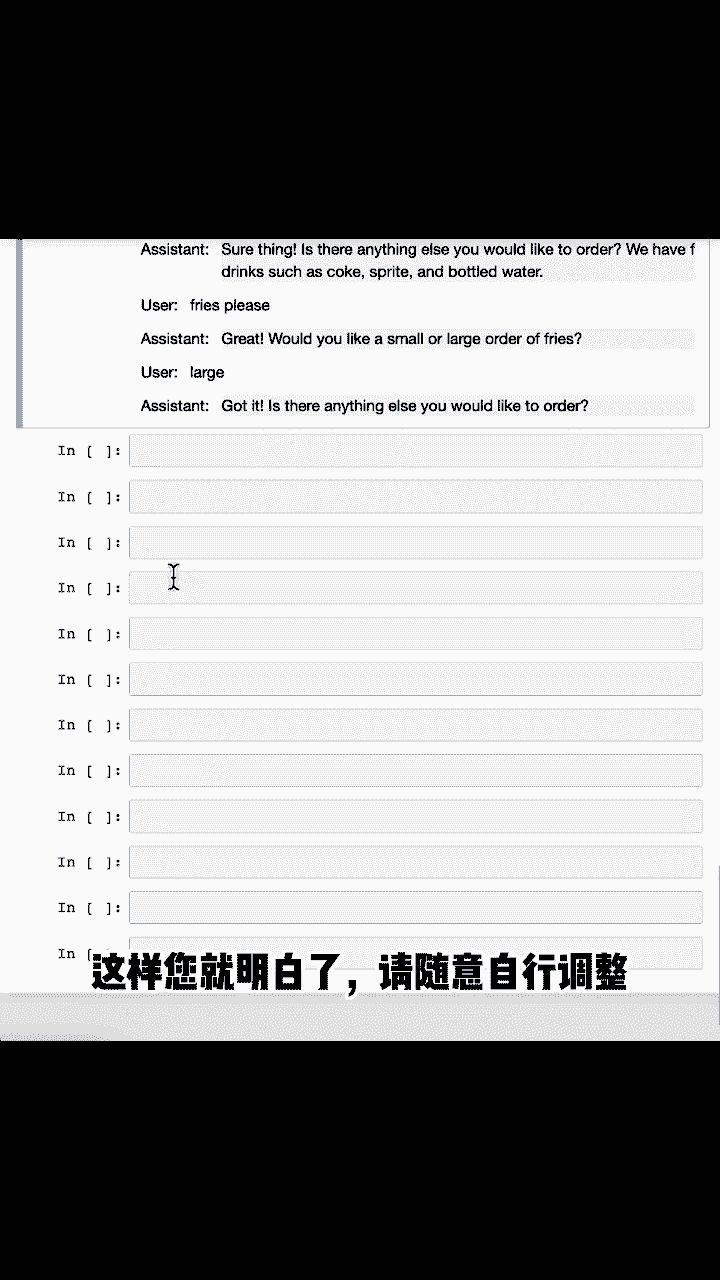 Assistant: Sure thing! Is there anything else you would like to order? We have f
drinks such as coke, sprite, and bottled water.
User: fries please
Assistant: Great! Would you like a small or large order of fries?
User: large
Assistant: Got it! Is there anything else you would like to order?
In [ ]:
In [ ]:
In [ ]:
In [ ]:
In [ ]:
In [ ]:
In [ ]:
In [ ]:
In [ ]:
In [ ]:
In [ ]:
In [
这样您就明白了，请随意自行调整